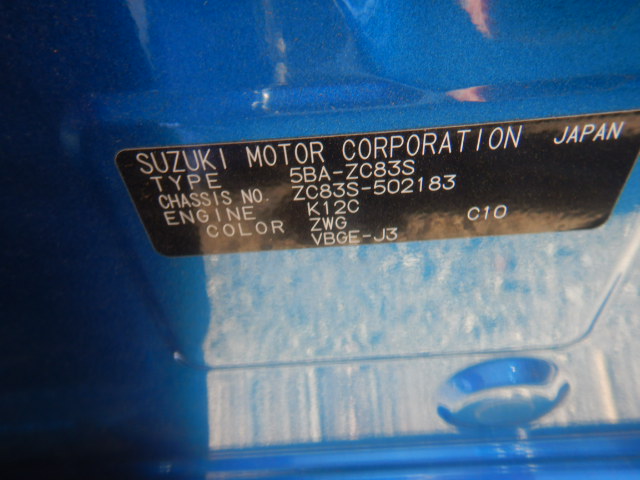 SUZUKI MOTOR CORPORATION JAPAN
TYPE 5BA-ZC83S
CHASSIS NO. ZC83S-502183
ENGINE K12C C10
COLOR ZWG
VBGE-J3